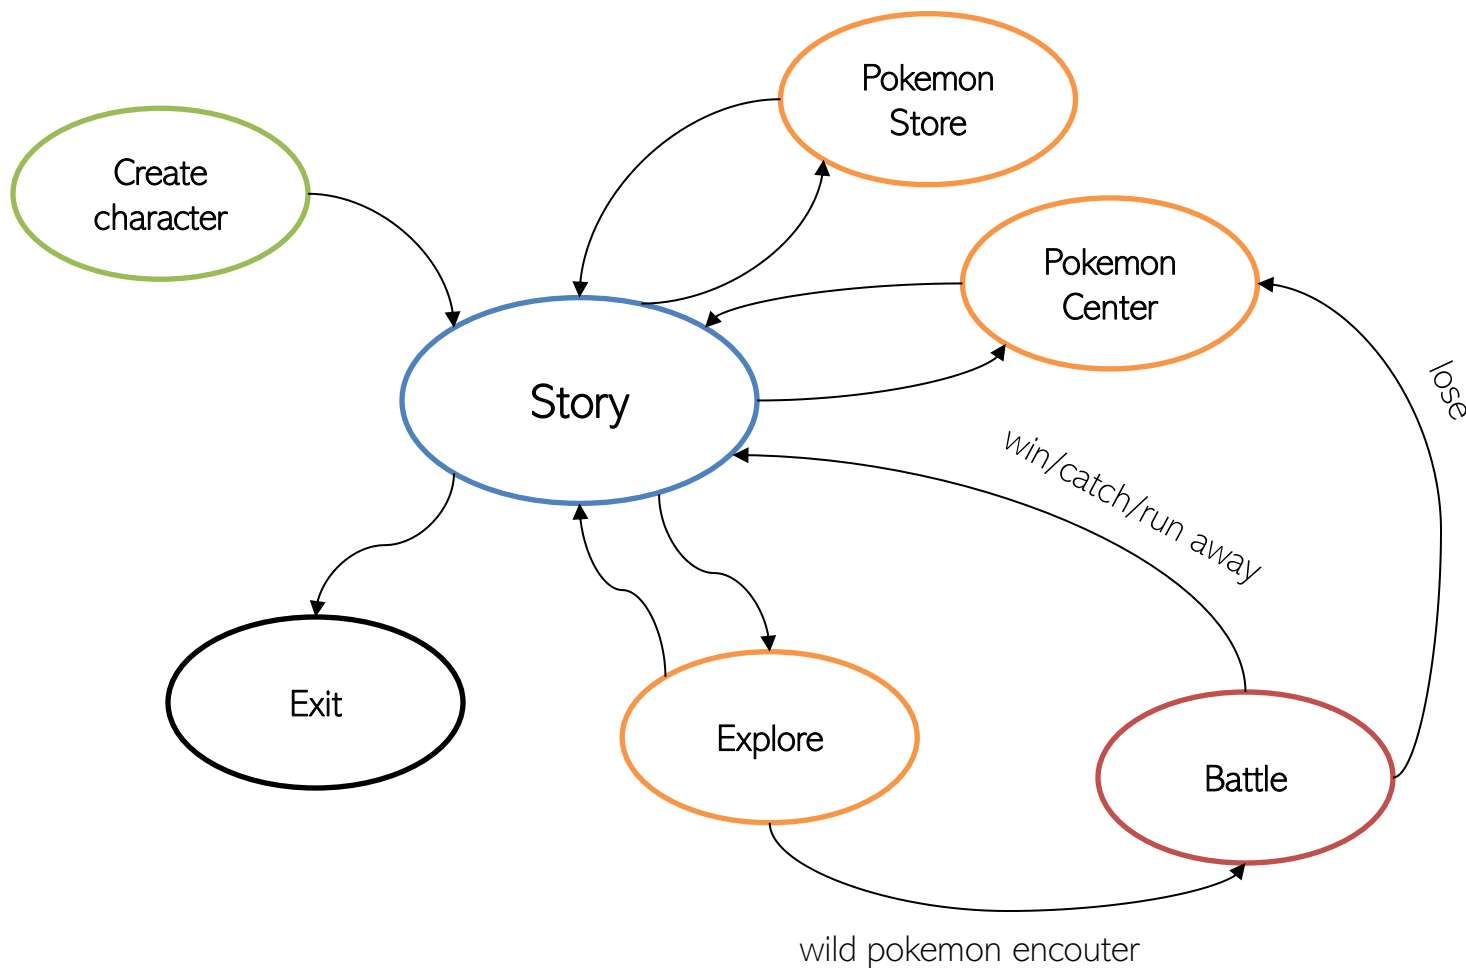 Pokemon
Store
Create
character
Pokemon
Center
Story
lose
win/catch/run away
Exit
Explore
Battle
wild pokemon encouter